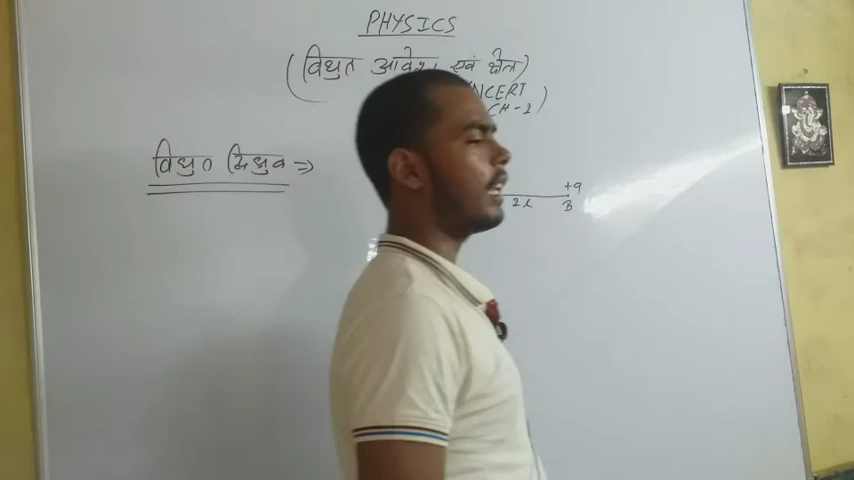 PHYSICS
(विधुत आवेश एवं क्षेत्र)
NCERT
CH-1)
विधुत द्विधुव ⇒
+q
2l B